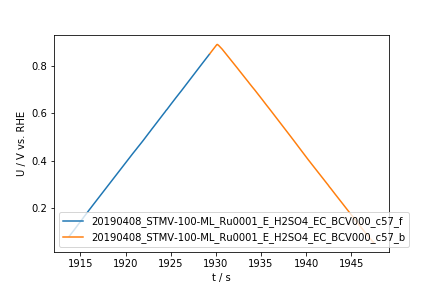 0.8
0.6
0.4
0.2
U / V vs. RHE
20190408_STMV-100-ML_Ru0001_E_H2SO4_EC_BCV000_c57_f
20190408_STMV-100-ML_Ru0001_E_H2SO4_EC_BCV000_c57_b
1915 1920 1925 1930 1935 1940 1945
t / s